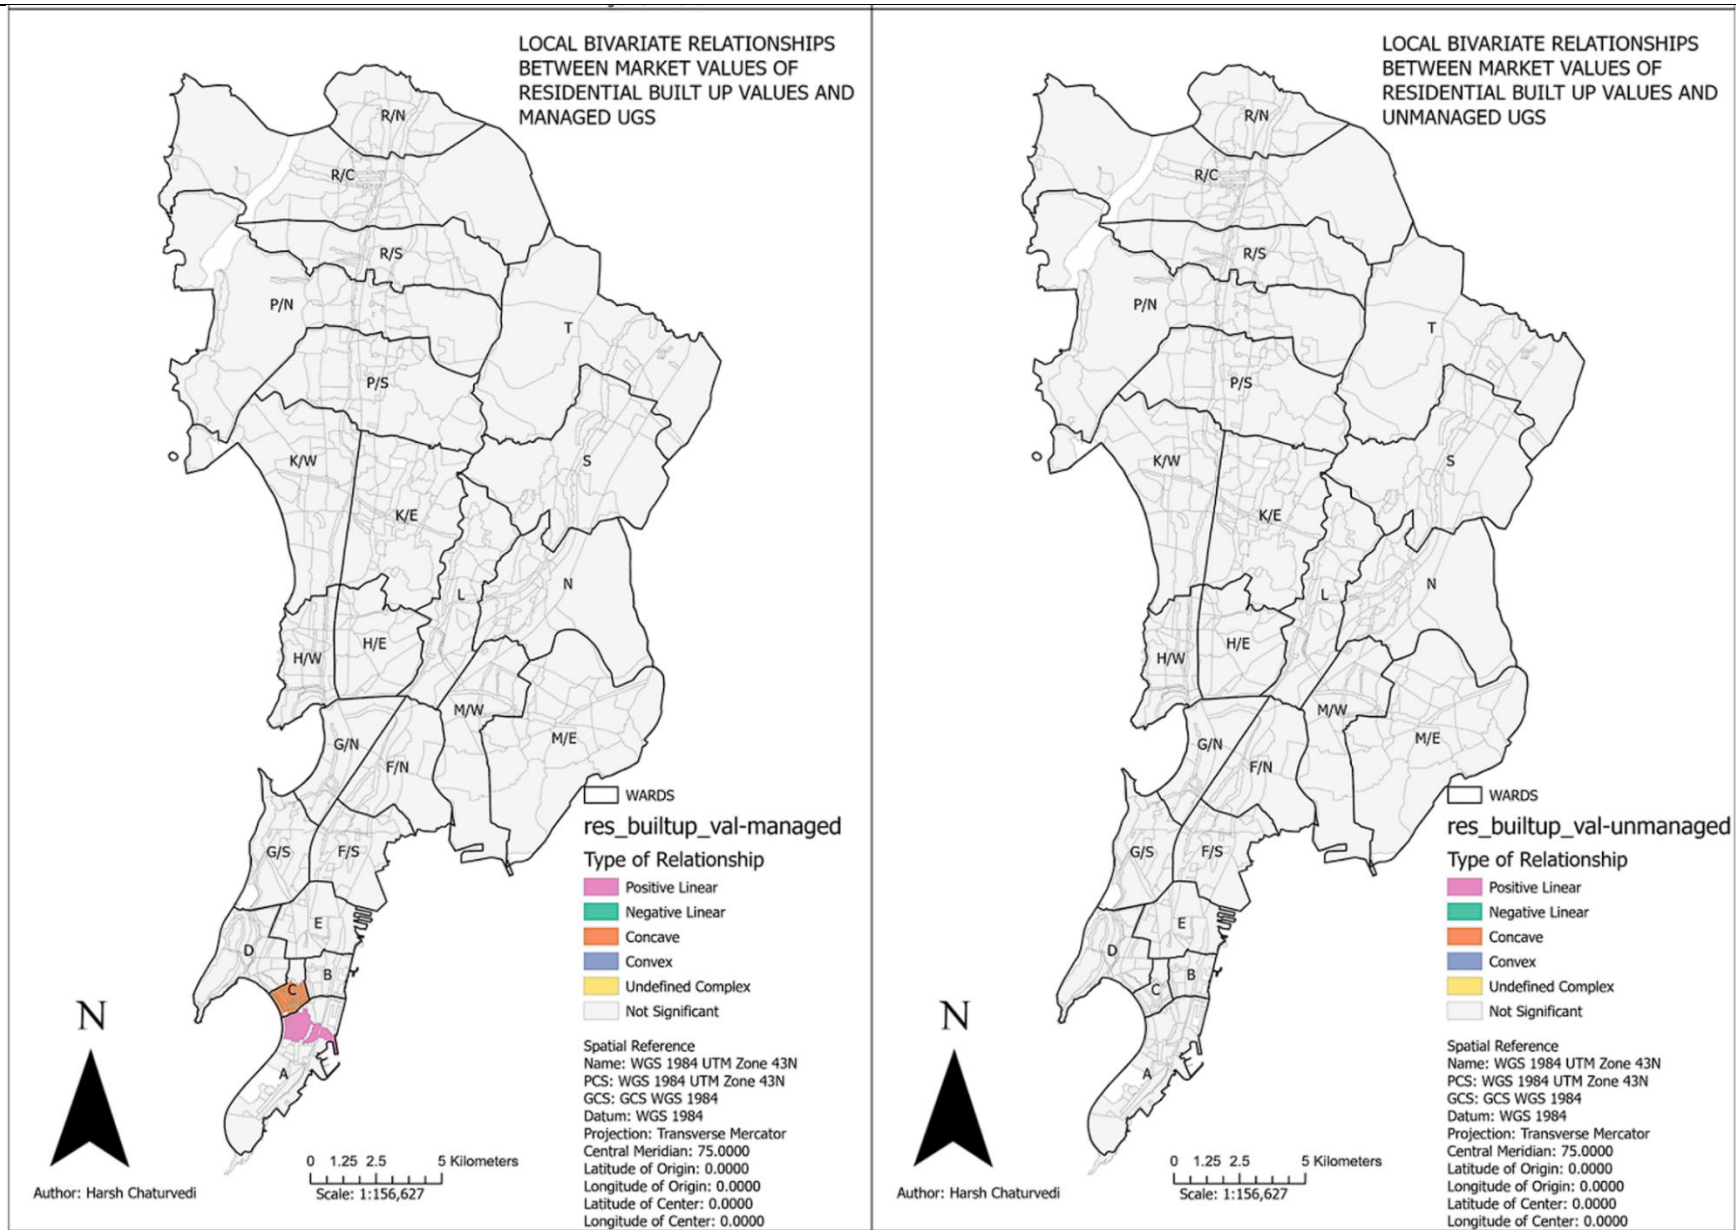 LOCAL BIVARIATE RELATIONSHIPS
BETWEEN MARKET VALUES OF
RESIDENTIAL BUILT UP VALUES AND
MANAGED UGS
R/N
R/C
R/S
P/N
T
P/S
K/W
S
K/E
N
L
H/E
H/W
M/W
M/E
G/N
F/N
G/S
F/S
E
D
B
C
A
WARDS
res_builtup_val-managed
Type of Relationship
Positive Linear
Negative Linear
Concave
Convex
Undefined Complex
Not Significant
Spatial Reference
Name: WGS 1984 UTM Zone 43N
PCS: WGS 1984 UTM Zone 43N
GCS: GCS WGS 1984
Datum: WGS 1984
Projection: Transverse Mercator
Central Meridian: 75.0000
Latitude of Origin: 0.0000
Longitude of Origin: 0.0000
Latitude of Center: 0.0000
Longitude of Center: 0.0000
N
0 1.25 2.5 5 Kilometers
Scale: 1:156,627
Author: Harsh Chaturvedi
LOCAL BIVARIATE RELATIONSHIPS
BETWEEN MARKET VALUES OF
RESIDENTIAL BUILT UP VALUES AND
UNMANAGED UGS
R/N
R/C
R/S
P/N
T
P/S
K/W
S
K/E
N
L
H/E
H/W
M/W
M/E
G/N
F/N
G/S
F/S
E
D
B
C
A
WARDS
res_builtup_val-unmanaged
Type of Relationship
Positive Linear
Negative Linear
Concave
Convex
Undefined Complex
Not Significant
Spatial Reference
Name: WGS 1984 UTM Zone 43N
PCS: WGS 1984 UTM Zone 43N
GCS: GCS WGS 1984
Datum: WGS 1984
Projection: Transverse Mercator
Central Meridian: 75.0000
Latitude of Origin: 0.0000
Longitude of Origin: 0.0000
Latitude of Center: 0.0000
Longitude of Center: 0.0000
N
0 1.25 2.5 5 Kilometers
Scale: 1:156,627
Author: Harsh Chaturvedi